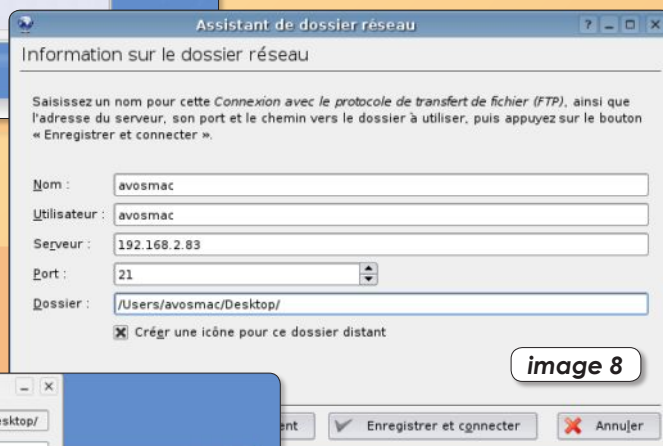 Assistant de dossier réseau
Information sur le dossier réseau
Saisissez un nom pour cette Connexion avec le protocole de transfert de fichier (FTP), ainsi que
l'adresse du serveur, son port et le chemin vers le dossier à utiliser, puis appuyez sur le bouton
« Enregistrer et connecter ».
Nom : avosmac
Utilisateur : avosmac
Serveur : 192.168.2.83
Port : 21
Dossier : /Users/avosmac/Desktop/
Créer une icône pour ce dossier distant
image 8
esktop/
ent Enregistrer et connecter Annuler